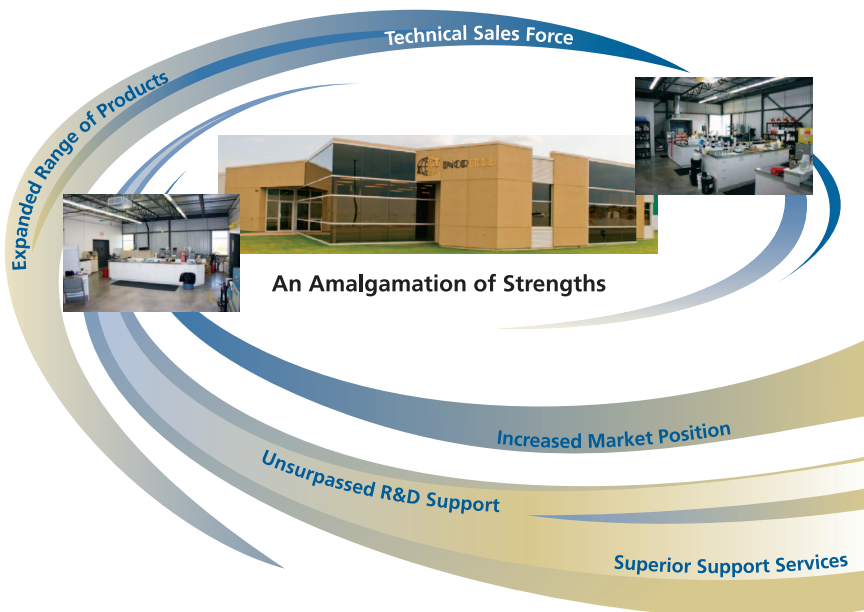 Technical Sales Force
Expanded Range of Products
An Amalgamation of Strengths
Increased Market Position
Unsurpassed R&D Support
Superior Support Services